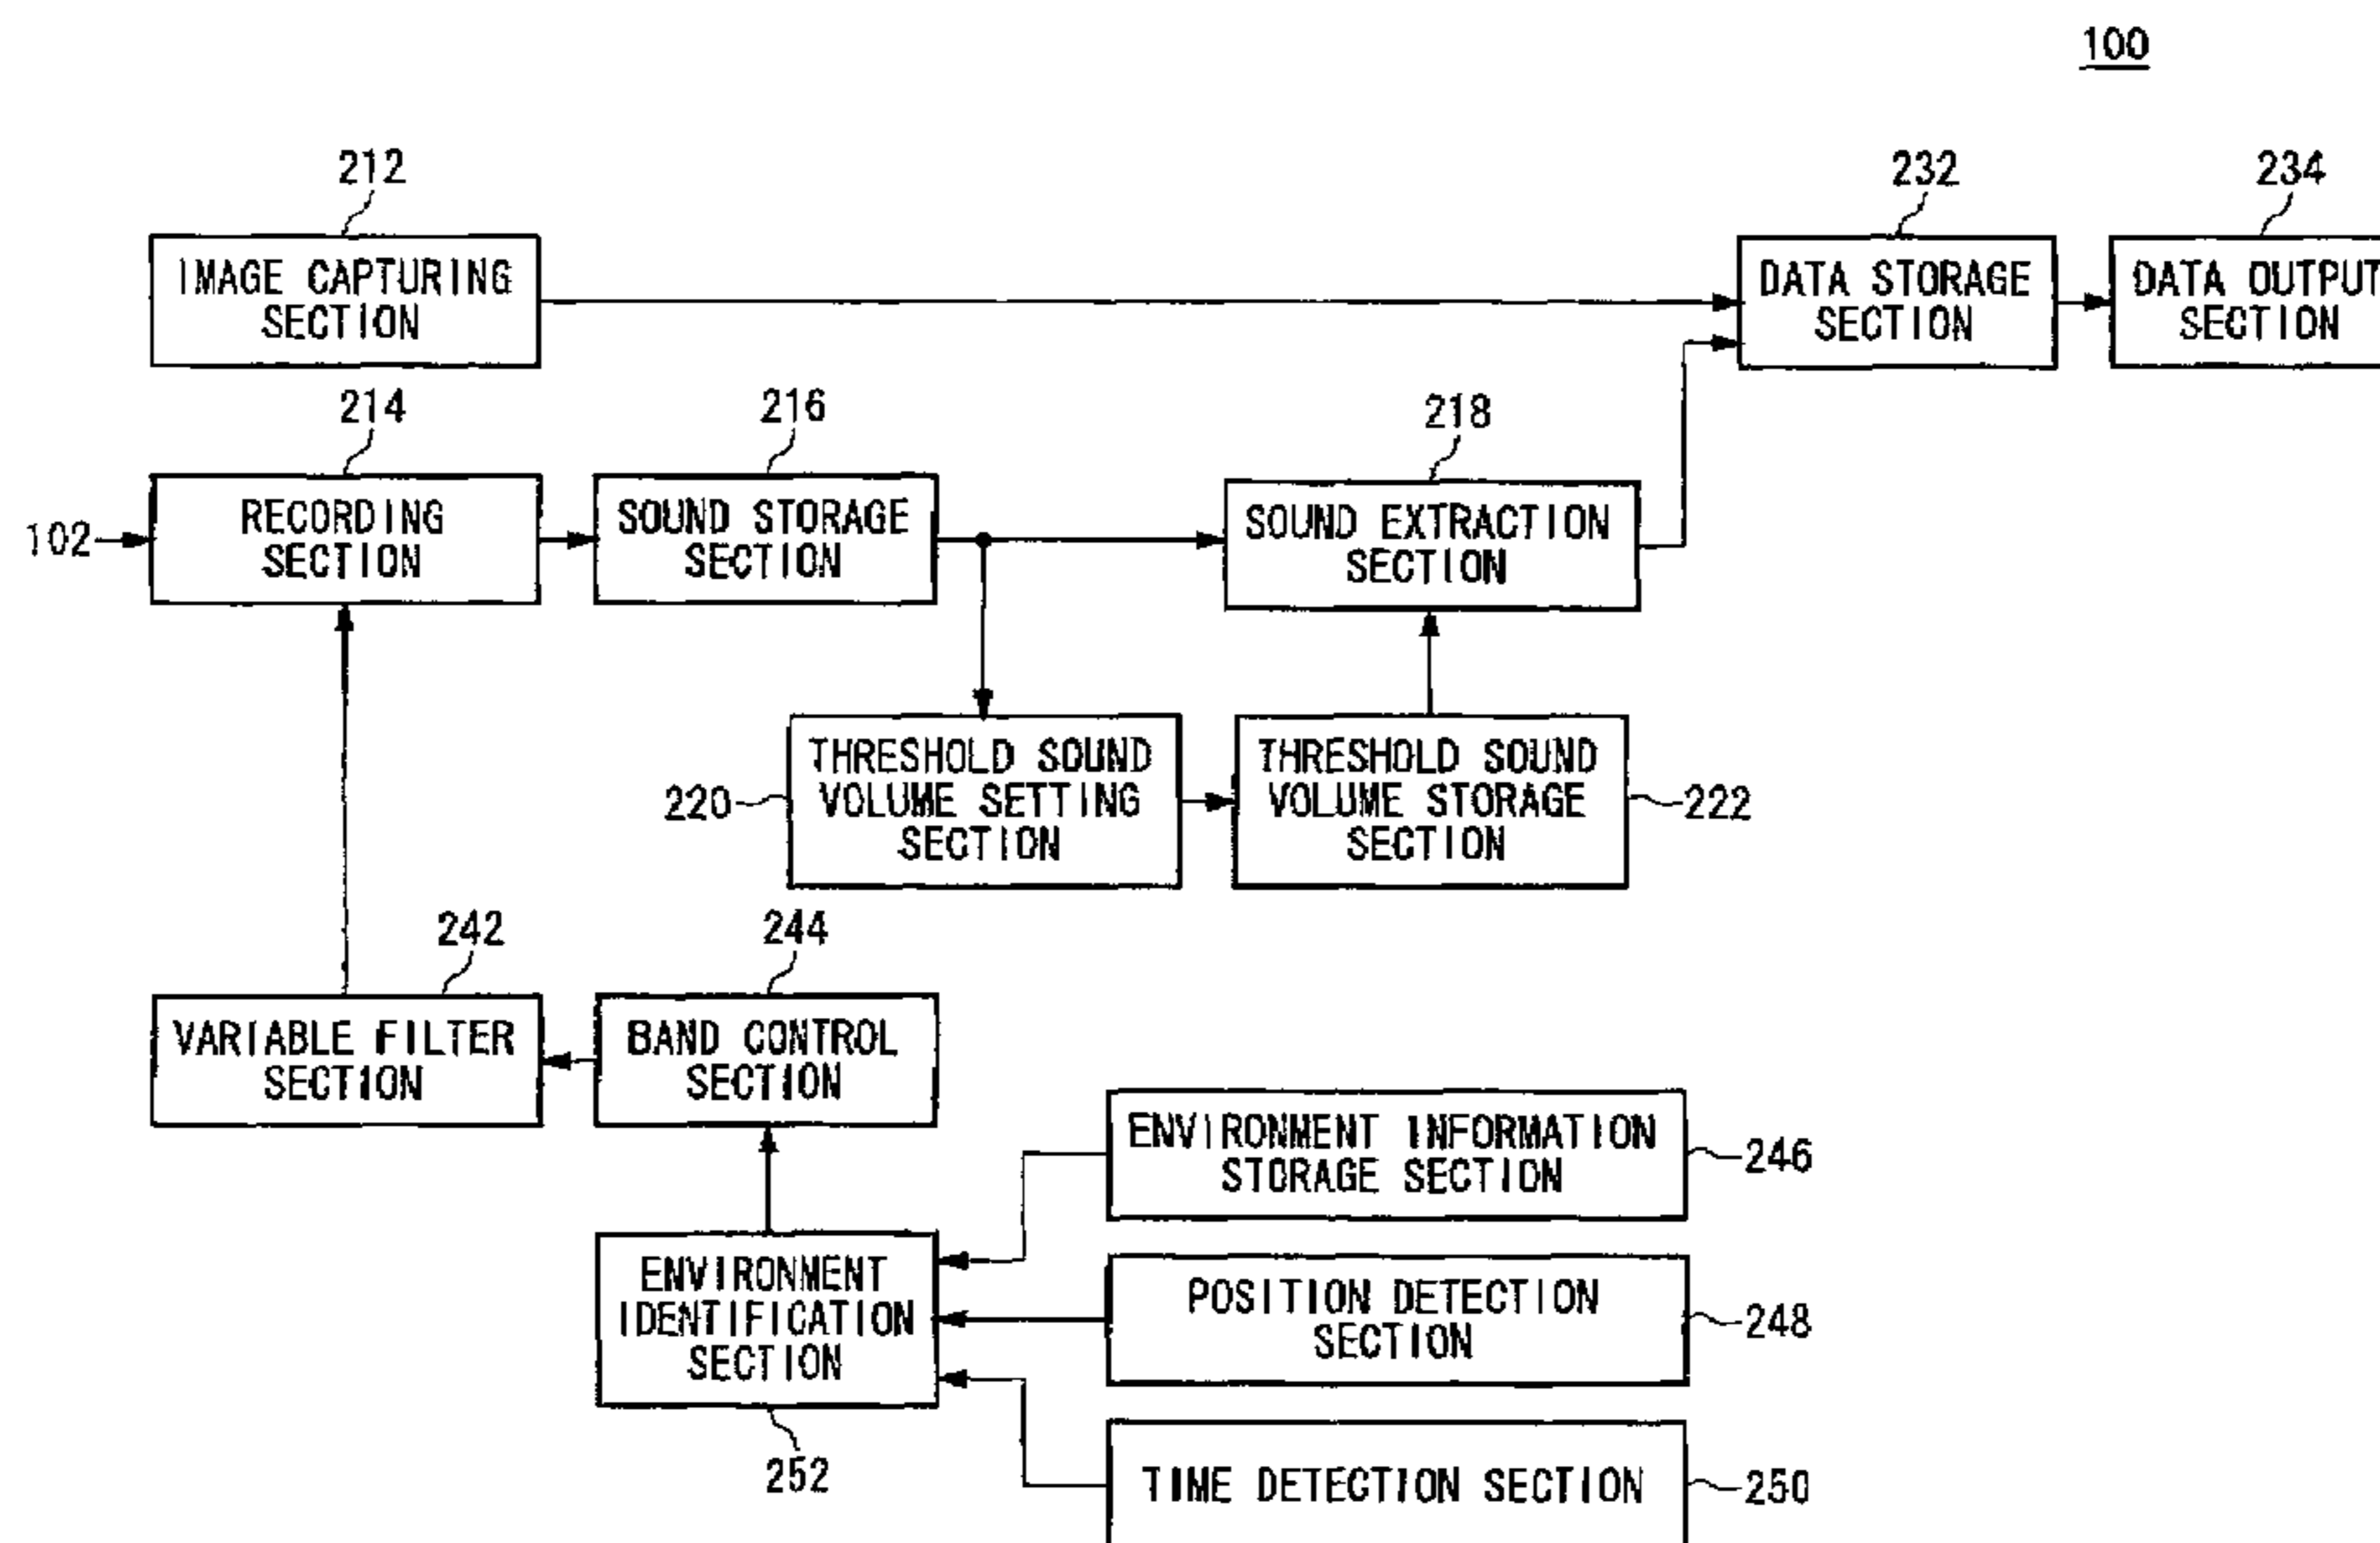 100
212
232
234
IMAGE CAPTURING
SECTION
DATA STORAGE
SECTION
DATA OUTPUT
SECTION
214
216
218
102
RECORDING
SECTION
SOUND STORAGE
SECTION
SOUND EXTRACTION
SECTION
220
THRESHOLD SOUND
VOLUME SETTING
SECTION
THRESHOLD SOUND
VOLUME STORAGE
SECTION
222
242
244
VARIABLE FILTER
SECTION
BAND CONTROL
SECTION
ENVIRONMENT INFORMATION
STORAGE SECTION
246
ENVIRONMENT
IDENTIFICATION
SECTION
252
POSITION DETECTION
SECTION
248
TIME DETECTION SECTION
250